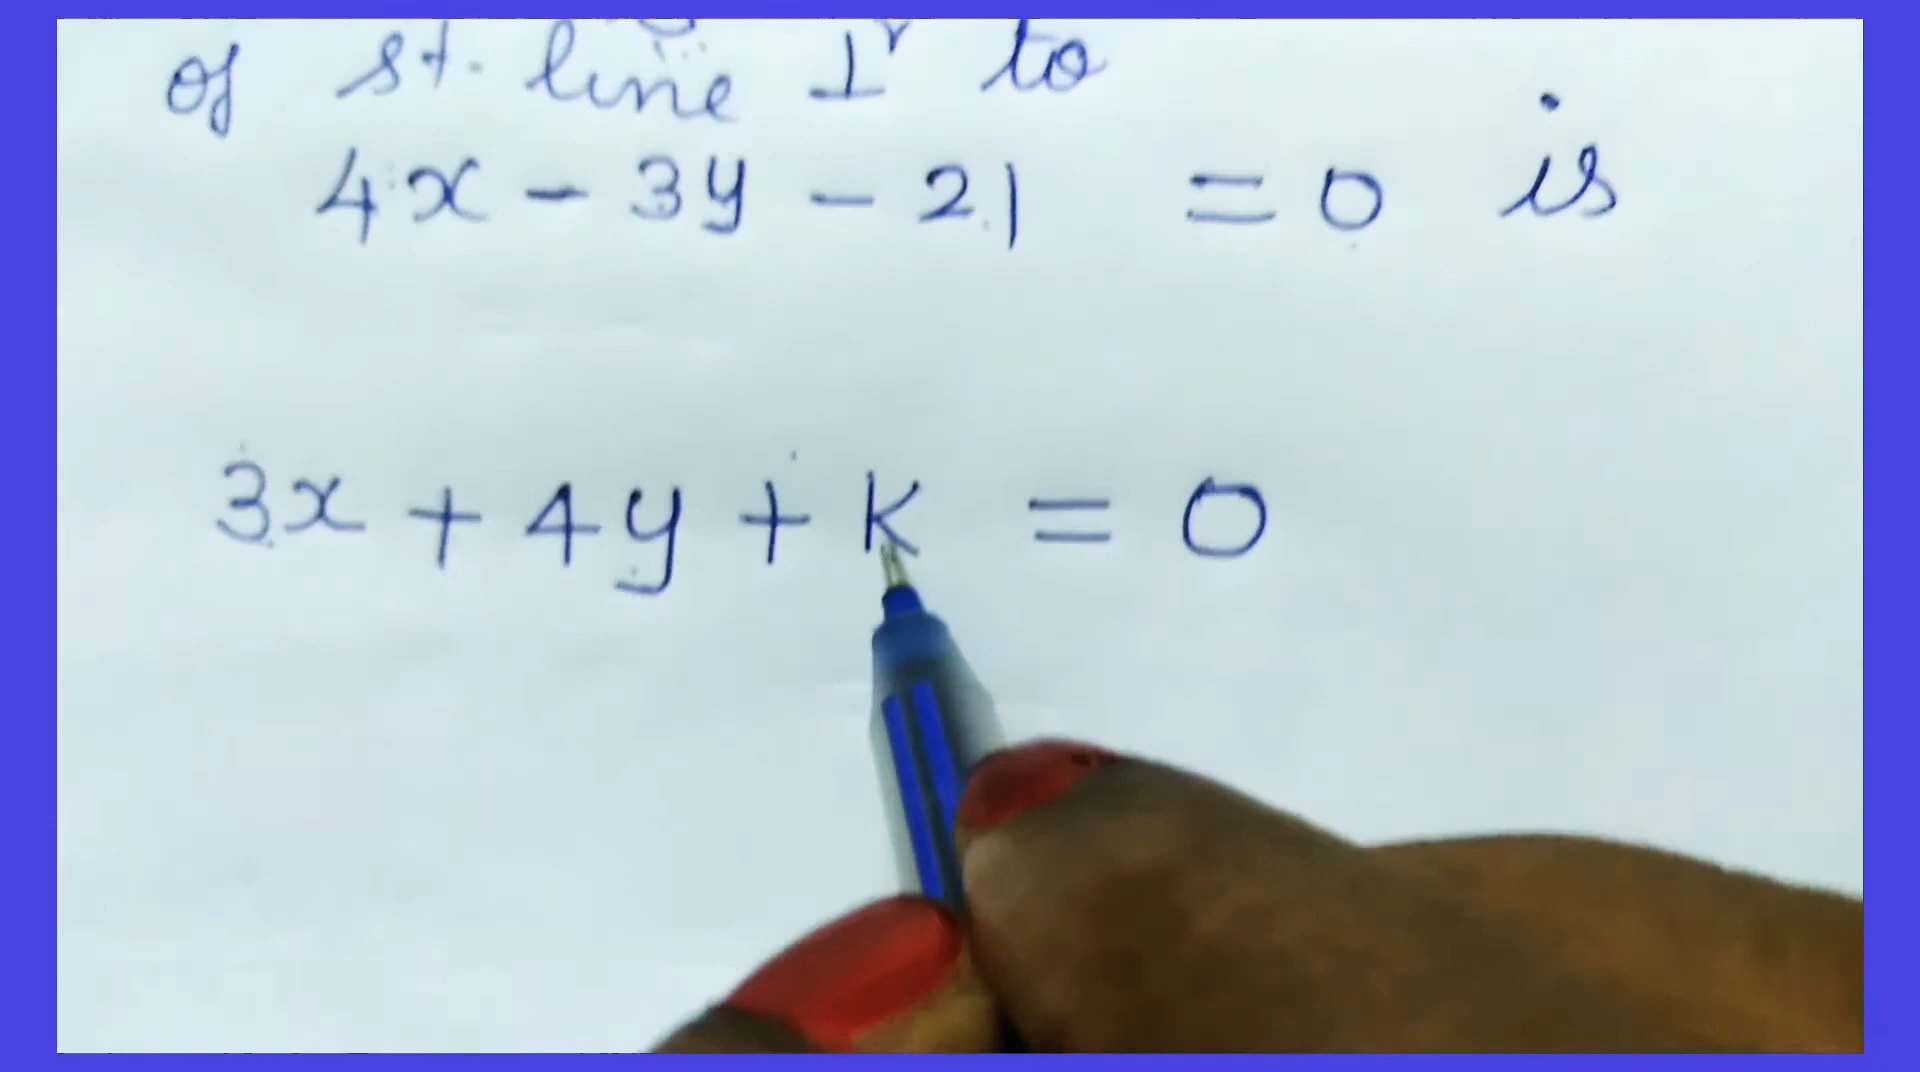 of st. line ⊥r to
4x - 3y - 21 = 0 is
3x + 4y + k = 0